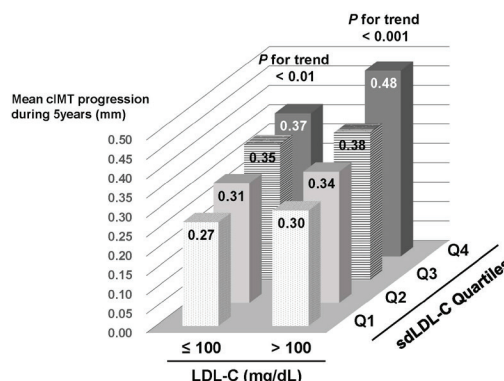 P for trend
< 0.001
P for trend
< 0.01
Mean cIMT progression
during 5years (mm)
0.50
0.45
0.40
0.35
0.30
0.25
0.20
0.15
0.10
0.05
0.00
0.48
0.37
0.38
0.35
0.34
0.31
0.30
0.27
Q4
Q3
Q2
Q1
sdLDL-C Quartiles
≤ 100
> 100
LDL-C (mg/dL)